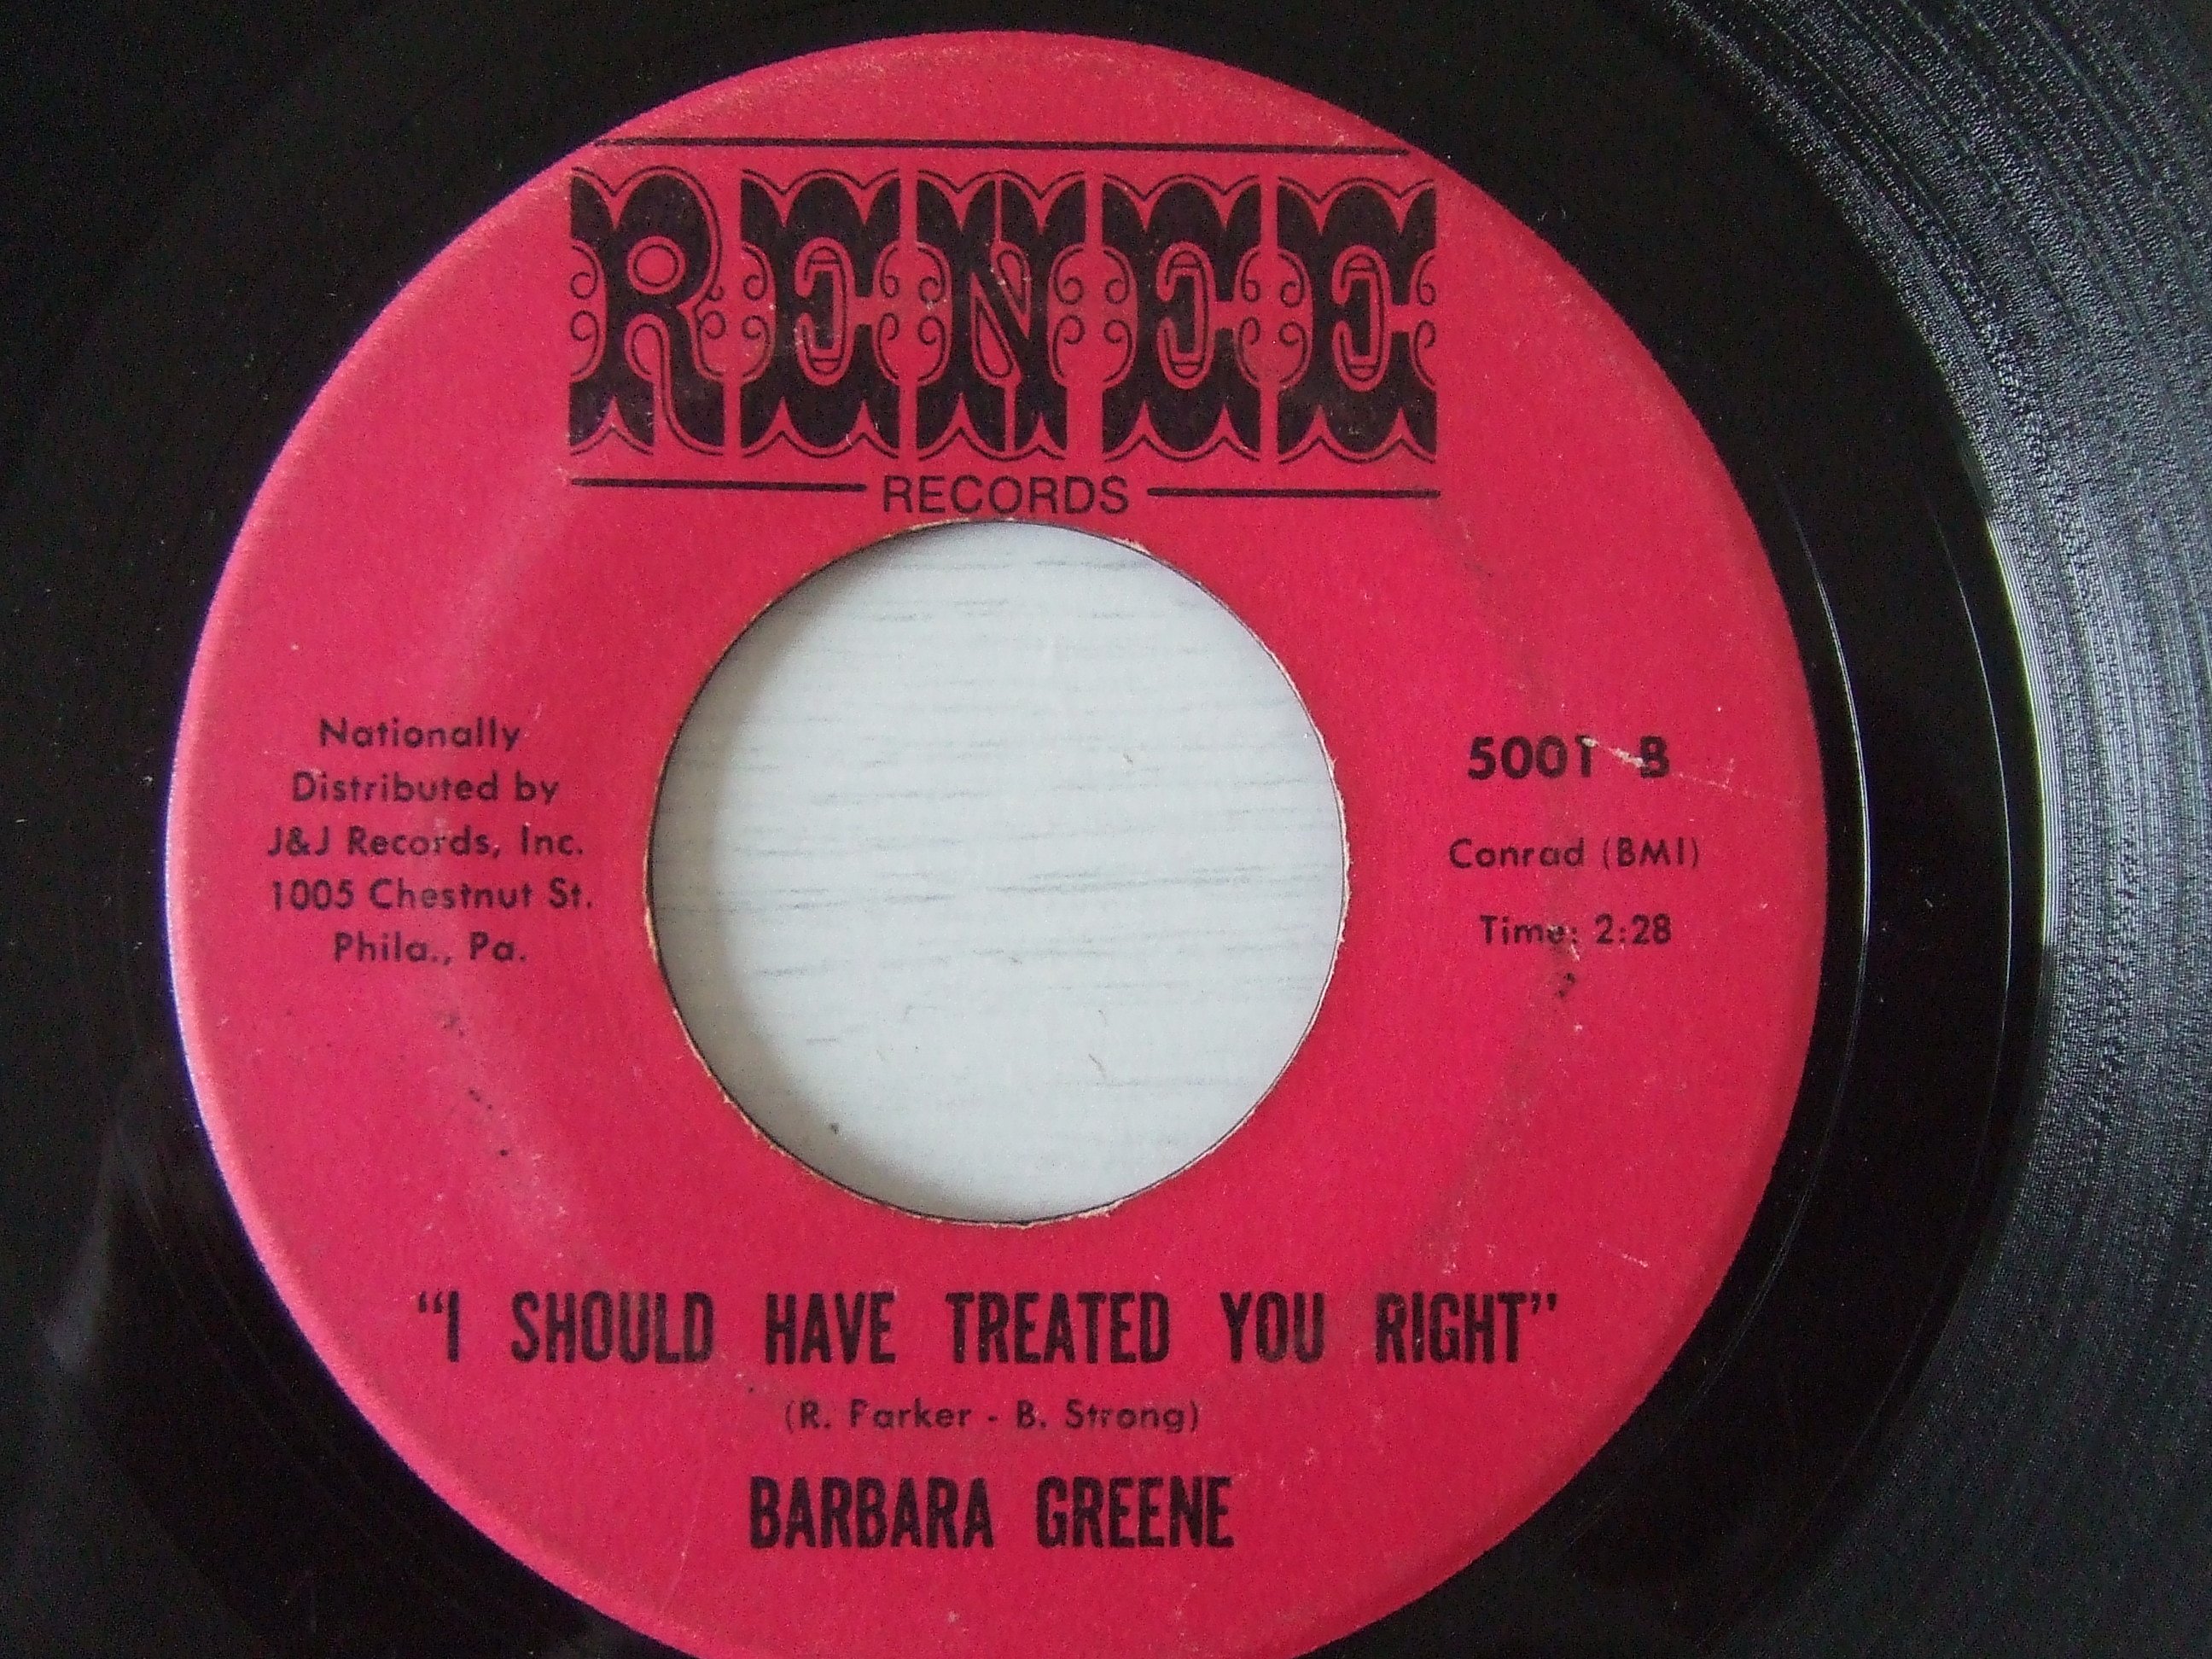 RENEE
RECORDS
Nationally
Distributed by
J&J Records, Inc.
1005 Chestnut St.
Phila., Pa.
5001 B
Conrad (BMI)
Time: 2:28
"I SHOULD HAVE TREATED YOU RIGHT"
(R. Parker - B. Strong)
BARBARA GREENE